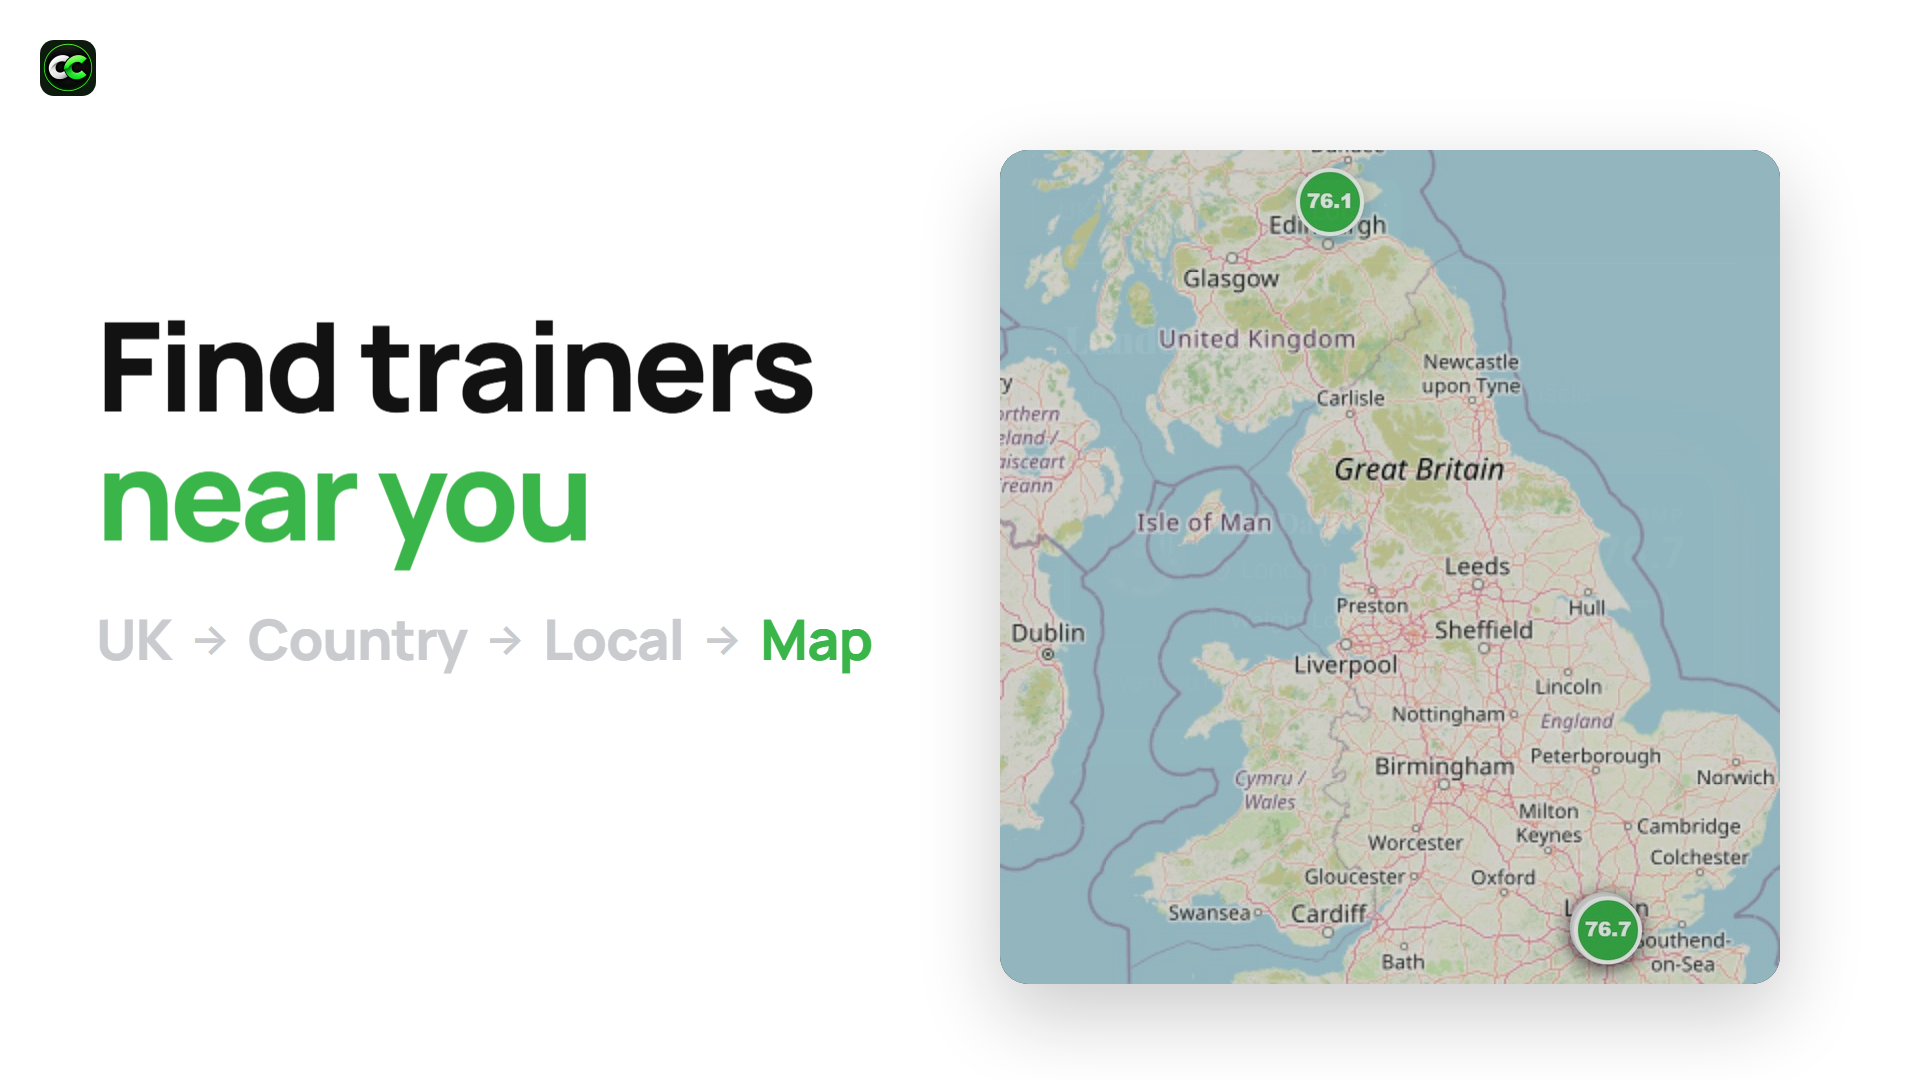 CC
Find trainers
near you
UK → Country → Local → Map
76.1
Glasgow
United Kingdom
Newcastle
upon Tyne
Carlisle
Great Britain
Isle of Man
Leeds
Preston
Hull
Dublin
Sheffield
Liverpool
Lincoln
Nottingham
England
Peterborough
Birmingham
Norwich
Cymru /
Wales
Milton
Keynes
Cambridge
Worcester
Colchester
Gloucester
Oxford
Swansea
Cardiff
76.7
Southend-
on-Sea
Bath